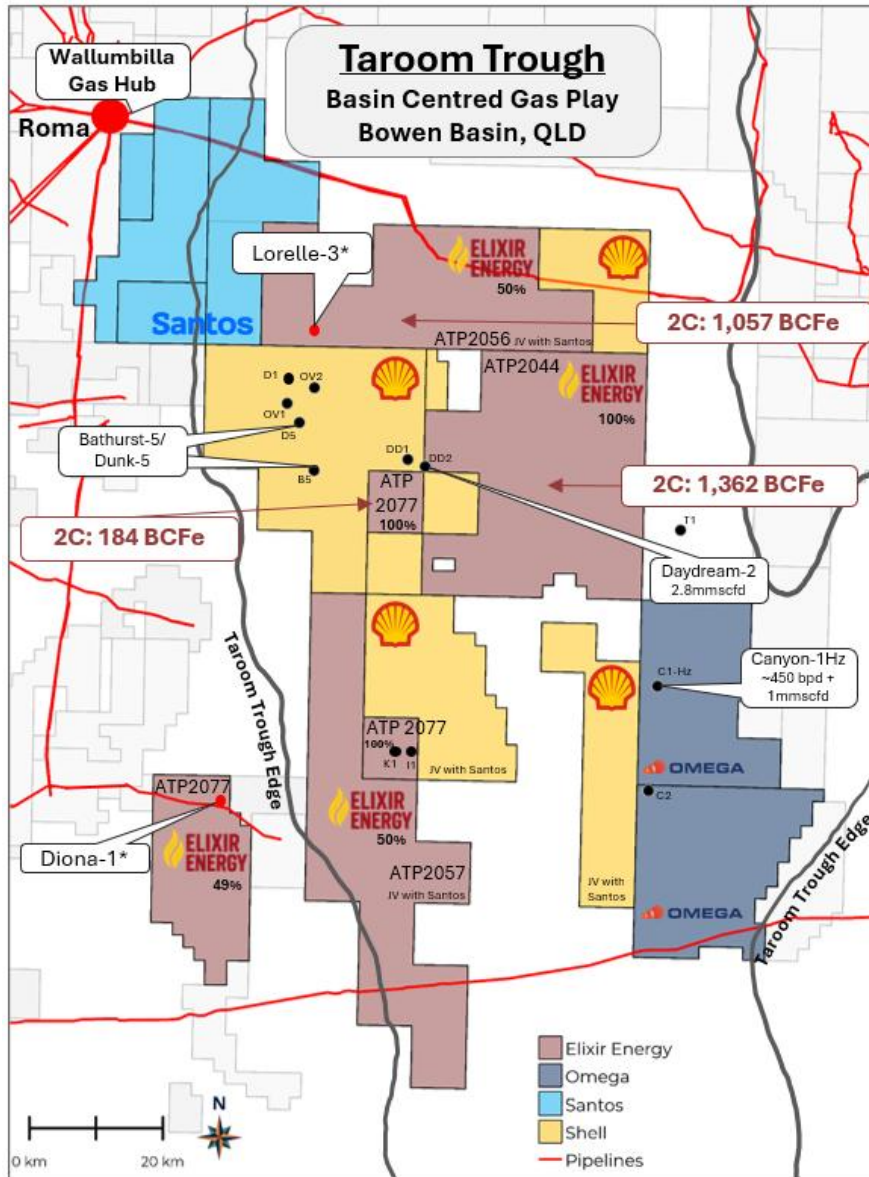 Taroom Trough
Basin Centred Gas Play
Bowen Basin, QLD
Wallumbilla
Gas Hub
Roma
Lorelle-3*
ELIXIR
ENERGY
50%
Santos
ATP2056 JV with Santos
2C: 1,057 BCFe
ATP2044
ELIXIR
ENERGY
100%
D1
OV2
OV1
D5
Bathurst-5/
Dunk-5
B5
DD1
DD2
ATP
2077
100%
2C: 1,362 BCFe
2C: 184 BCFe
T1
Daydream-2
2.8mmscfd
Taroom Trough Edge
C1-Hz
Canyon-1Hz
~450 bpd +
1mmscfd
ATP 2077
100%
K1
I1
JV with Santos
OMEGA
C2
ATP2077
ELIXIR
ENERGY
49%
Diona-1*
ELIXIR
ENERGY
50%
ATP2057
JV with Santos
JV with
Santos
OMEGA
Taroom Trough Edge
Elixir Energy
Omega
Santos
Shell
Pipelines
N
0 km
20 km